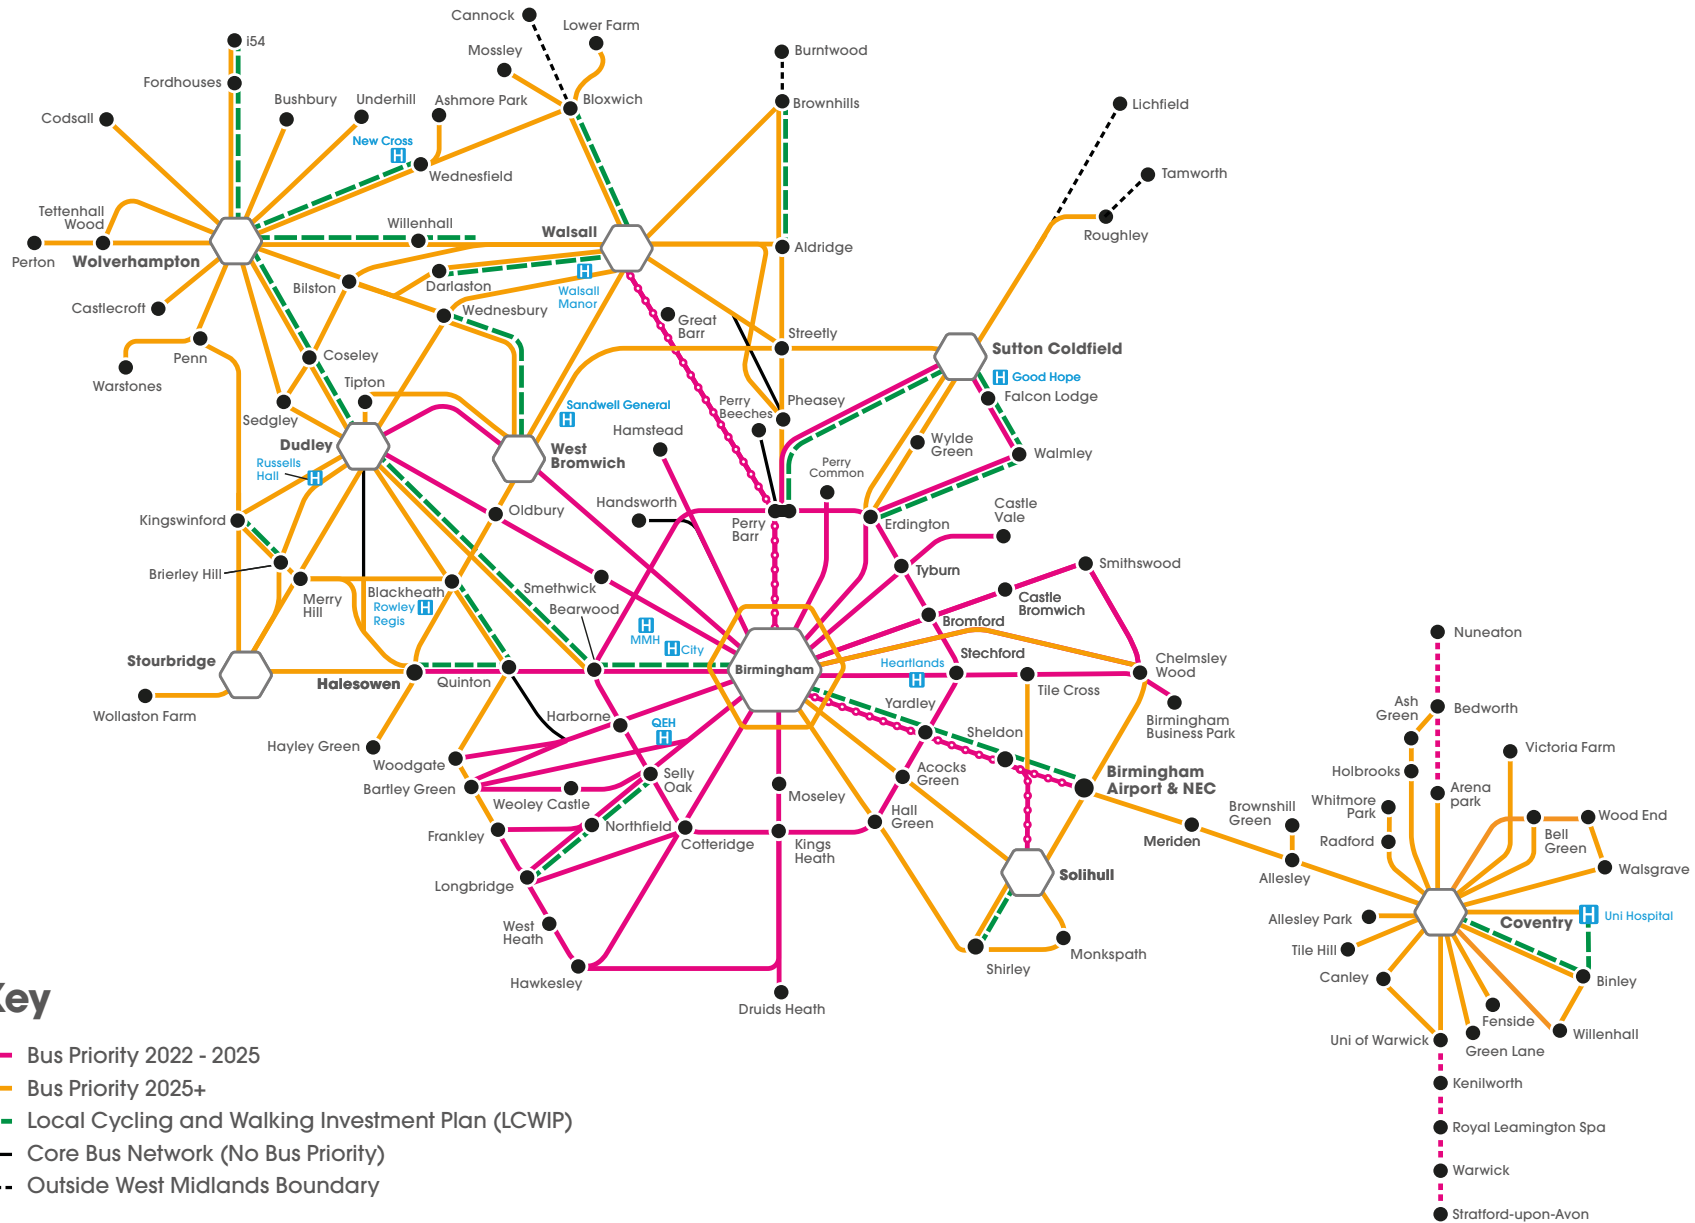 Cannock
Lower Farm
i54
Mossley
Burntwood
Fordhouses
Bushbury
Underhill
Ashmore Park
Bloxwich
Brownhills
Lichfield
Codsall
New Cross
H
Wednesfield
Tamworth
Tettenhall
Wood
Willenhall
Walsall
Aldridge
Roughley
Perton
Wolverhampton
Bilston
Darlaston
H
Walsall
Manor
Castlecroft
Wednesbury
Great
Barr
Streetly
Sutton Coldfield
Penn
Coseley
Warstones
Tipton
H Good Hope
Falcon Lodge
Sedgley
Sandwell General
H
Perry
Beeches
Pheasey
Dudley
Hamstead
Wylde
Green
Walmley
West
Bromwich
Russells
Hall
H
Perry
Common
Handsworth
Castle
Vale
Kingswinford
Oldbury
Perry
Barr
Erdington
Brierley Hill
Smethwick
Tyburn
Smithswood
Merry
Hill
Blackheath
Rowley
Regis
H
Bearwood
Castle
Bromwich
H
MMH
H City
Bromford
Nuneaton
Stourbridge
Birmingham
Heartlands
H
Stechford
Chelmsley
Wood
Halesowen
Quinton
Tile Cross
Wollaston Farm
Harborne
Yardley
Birmingham
Business Park
Ash
Green
Bedworth
QEH
H
Sheldon
Hayley Green
Woodgate
Victoria Farm
Selly
Oak
Acocks
Green
Birmingham
Airport & NEC
Holbrooks
Bartley Green
Weoley Castle
Moseley
Brownshill
Green
Whitmore
Park
Arena
park
Frankley
Northfield
Cotteridge
Kings
Heath
Hall
Green
Meriden
Radford
Bell
Green
Wood End
Longbridge
Solihull
Allesley
Walsgrave
West
Heath
Allesley Park
Coventry
H Uni Hospital
Hawkesley
Shirley
Monkspath
Tile Hill
Canley
Binley
Druids Heath
Fenside
Uni of Warwick
Green Lane
Willenhall
Kenilworth
Royal Leamington Spa
Warwick
Stratford-upon-Avon
Key
Bus Priority 2022 - 2025
Bus Priority 2025+
Local Cycling and Walking Investment Plan (LCWIP)
Core Bus Network (No Bus Priority)
Outside West Midlands Boundary